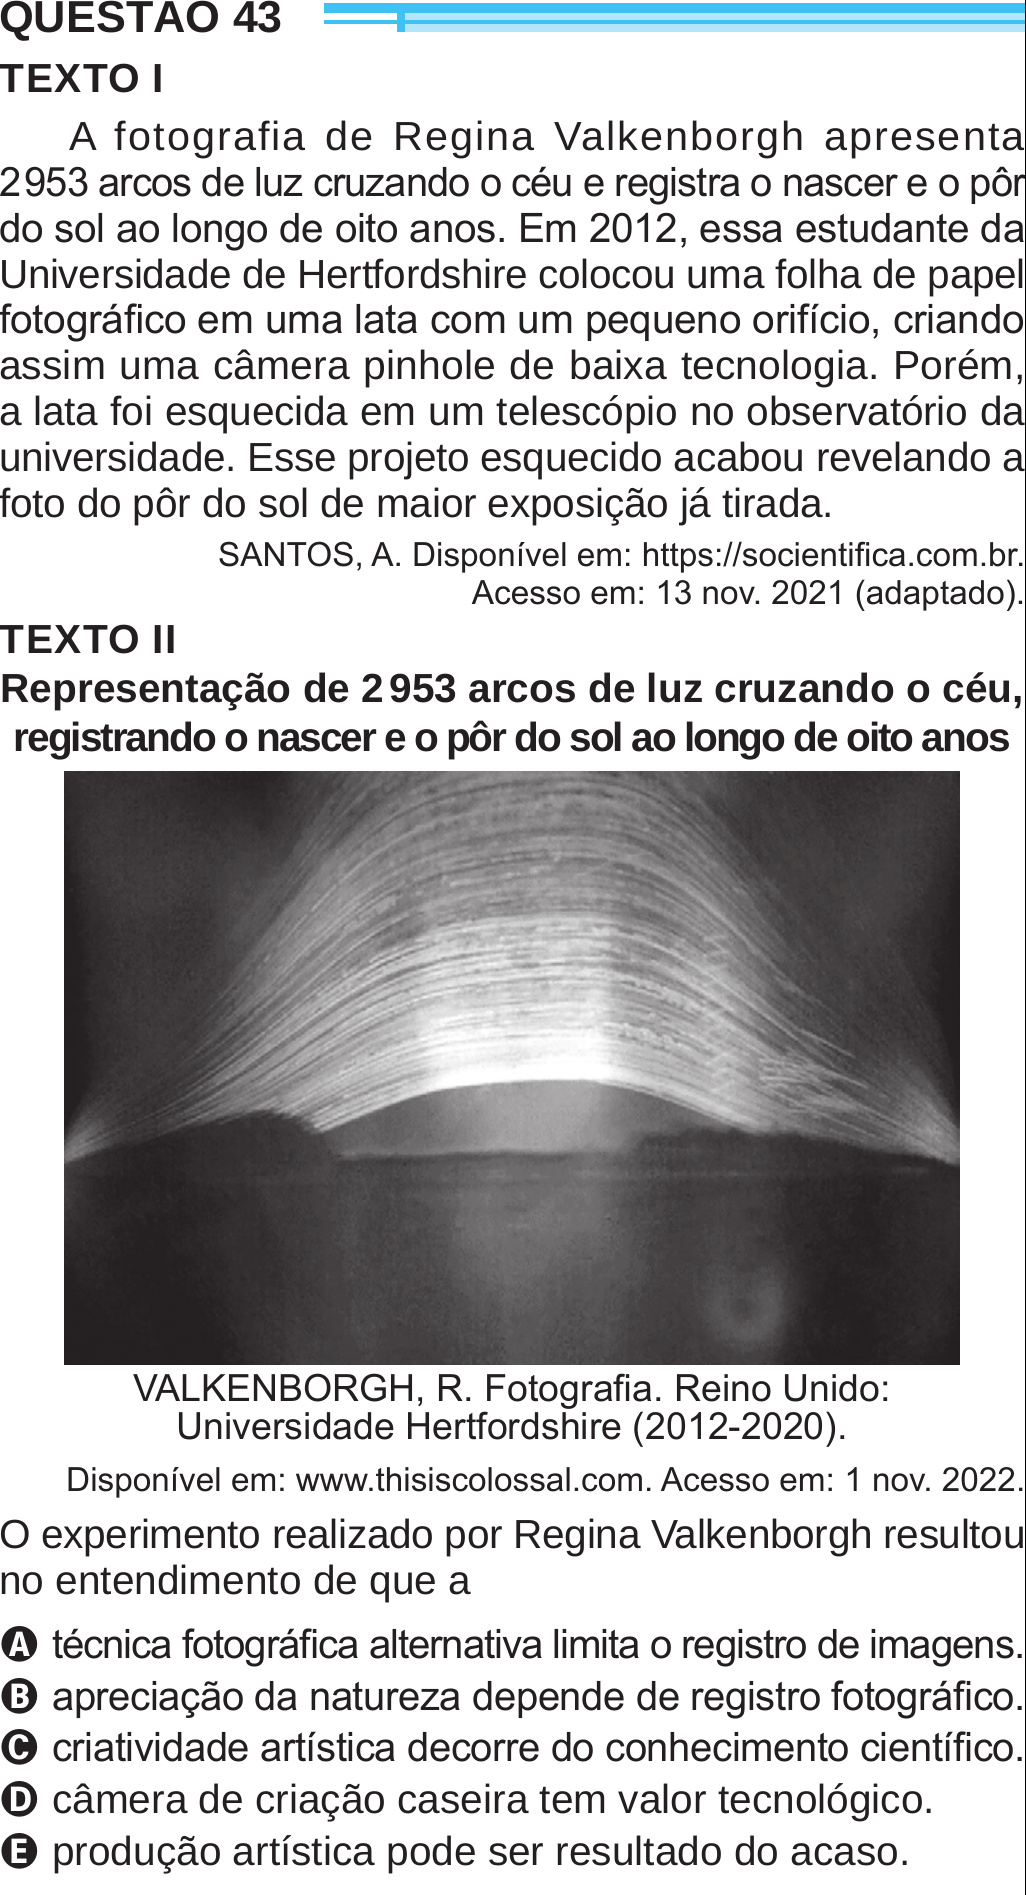 QUESTÃO 43
TEXTO I
A fotografia de Regina Valkenborgh apresenta
2 953 arcos de luz cruzando o céu e registra o nascer e o pôr
do sol ao longo de oito anos. Em 2012, essa estudante da
Universidade de Hertfordshire colocou uma folha de papel
fotográfico em uma lata com um pequeno orifício, criando
assim uma câmera pinhole de baixa tecnologia. Porém,
a lata foi esquecida em um telescópio no observatório da
universidade. Esse projeto esquecido acabou revelando a
foto do pôr do sol de maior exposição já tirada.
SANTOS, A. Disponível em: https://socientifica.com.br.
Acesso em: 13 nov. 2021 (adaptado).
TEXTO II
Representação de 2 953 arcos de luz cruzando o céu,
registrando o nascer e o pôr do sol ao longo de oito anos
VALKENBORGH, R. Fotografia. Reino Unido:
Universidade Hertfordshire (2012-2020).
Disponível em: www.thisiscolossal.com. Acesso em: 1 nov. 2022.
O experimento realizado por Regina Valkenborgh resultou
no entendimento de que a
A técnica fotográfica alternativa limita o registro de imagens.
B apreciação da natureza depende de registro fotográfico.
C criatividade artística decorre do conhecimento científico.
D câmera de criação caseira tem valor tecnológico.
E produção artística pode ser resultado do acaso.